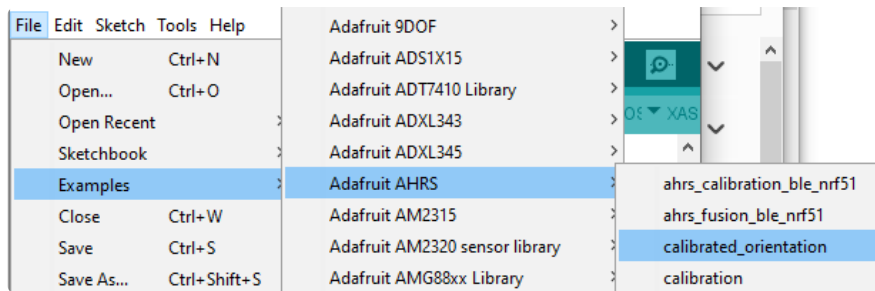 File Edit Sketch Tools Help
New Ctrl+N
Open... Ctrl+O
Open Recent
Sketchbook
Examples
Close Ctrl+W
Save Ctrl+S
Save As... Ctrl+Shift+S
Adafruit 9DOF
Adafruit ADS1X15
Adafruit ADT7410 Library
Adafruit ADXL343
Adafruit ADXL345
Adafruit AHRS
Adafruit AM2315
Adafruit AM2320 sensor library
Adafruit AMG88xx Library
XAS
ahrs_calibration_ble_nrf51
ahrs_fusion_ble_nrf51
calibrated_orientation
calibration